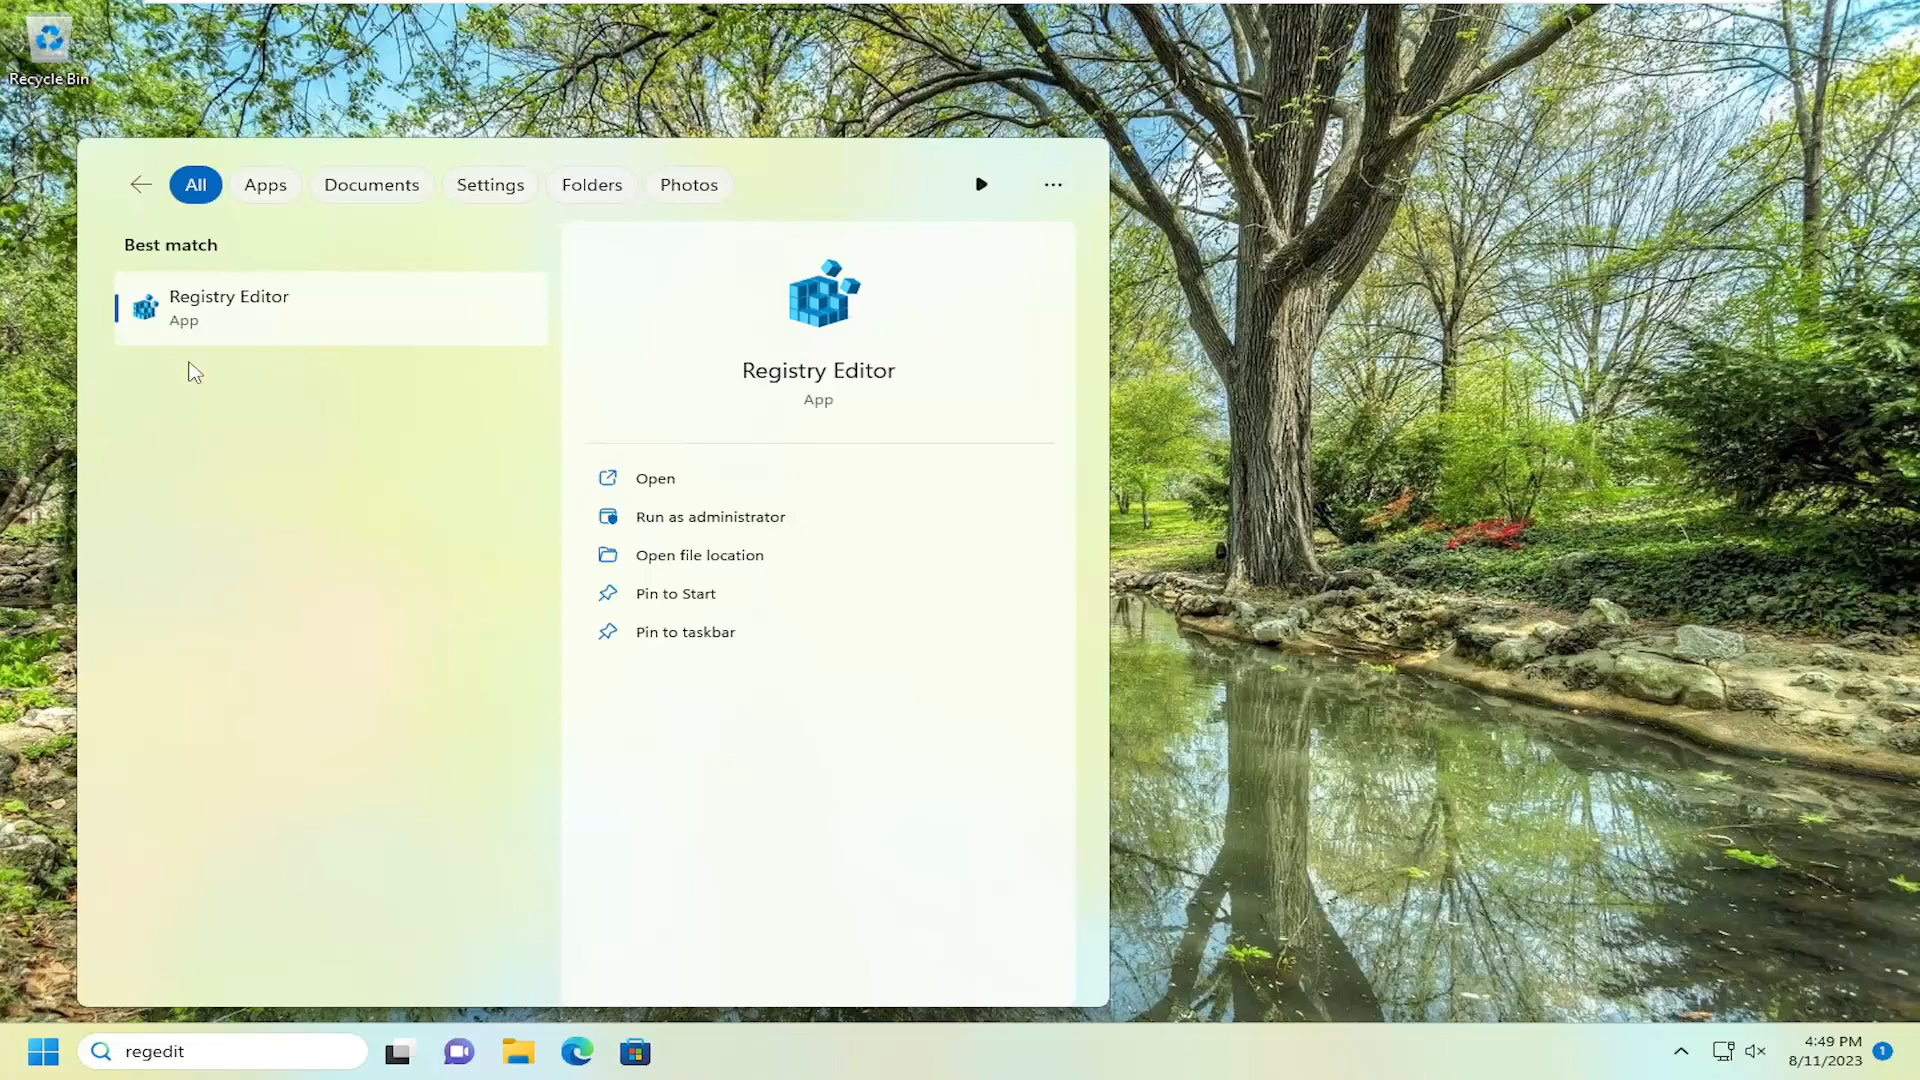 Recycle Bin
All
Apps
Documents
Settings
Folders
Photos
Best match
Registry Editor
App
Registry Editor
App
Open
Run as administrator
Open file location
Pin to Start
Pin to taskbar
regedit
4:49 PM
8/11/2023
1